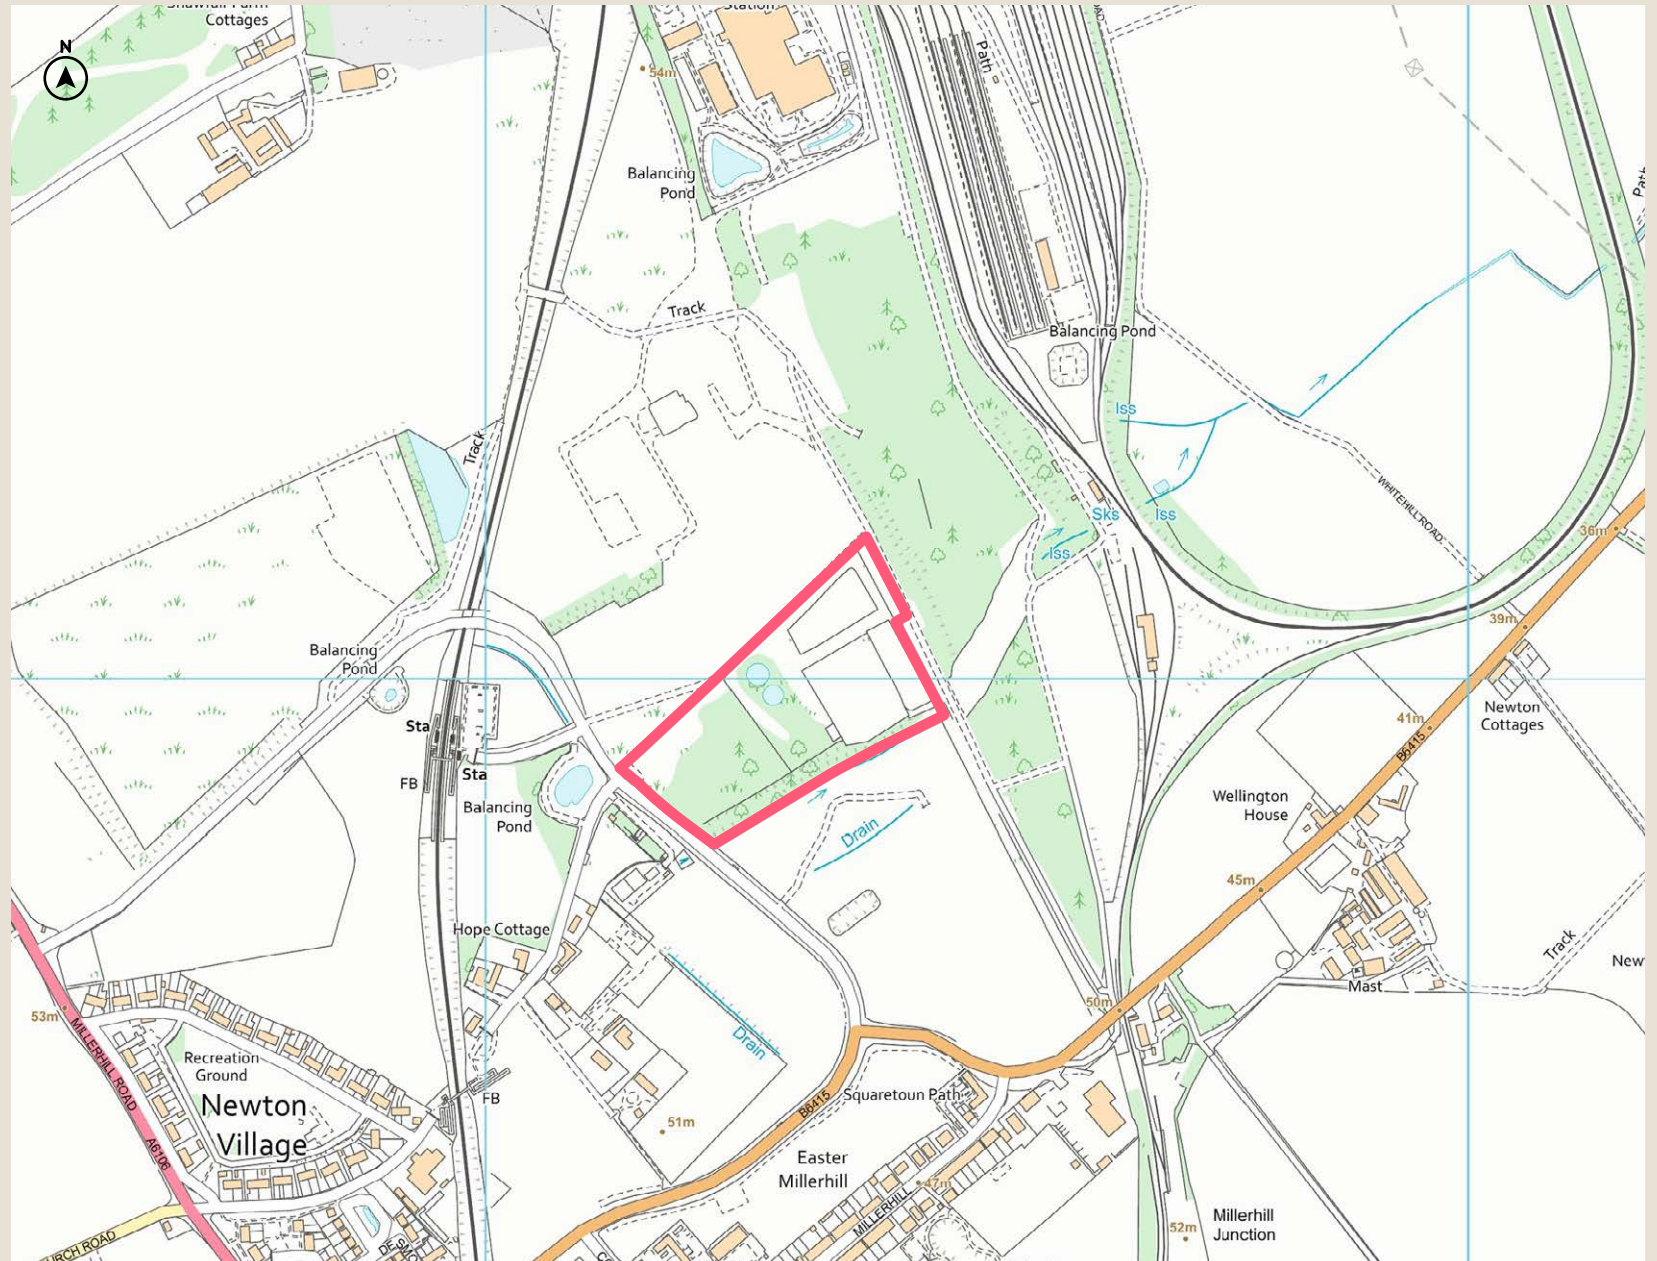 Cottages
N
54m
Station
Path
Balancing
Pond
Path
Track
Balancing Pond
Iss
Track
WHITEHILL ROAD
Sks
Iss
36m
Iss
39m
Balancing
Pond
Newton
Cottages
Sta
41m
B6415
Sta
FB
Wellington
House
Balancing
Pond
Drain
45m
Hope Cottage
Track
New
Mast
50m
53m
MILLERHILL ROAD
Drain
Recreation
Ground
FB
Newton
Village
B6415
Squaretoun Path
51m
A6106
Easter
Millerhill
47m
MILLERHILL
52m
Millerhill
Junction